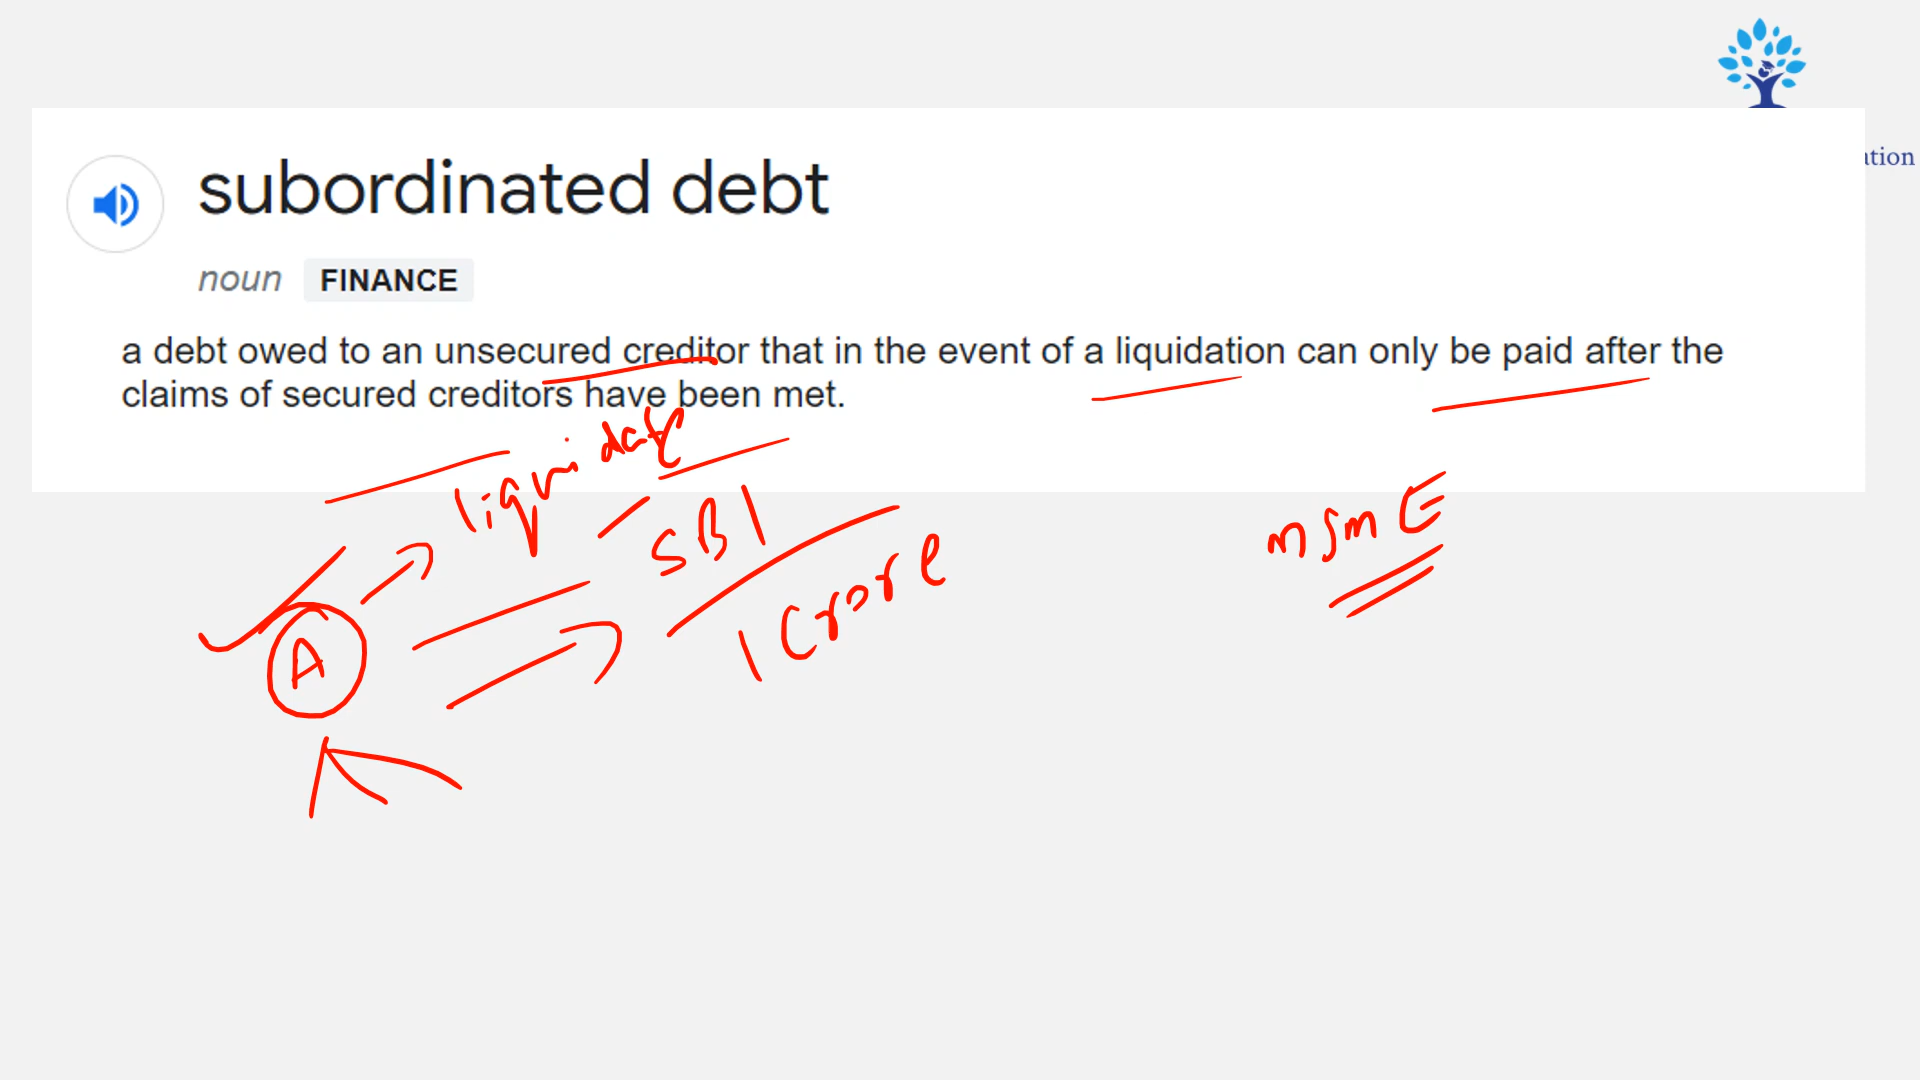 ation
subordinated debt
noun FINANCE
a debt owed to an unsecured creditor that in the event of a liquidation can only be paid after the
claims of secured creditors have been met.
liquidate
SBI
MSME
1 Crore
A